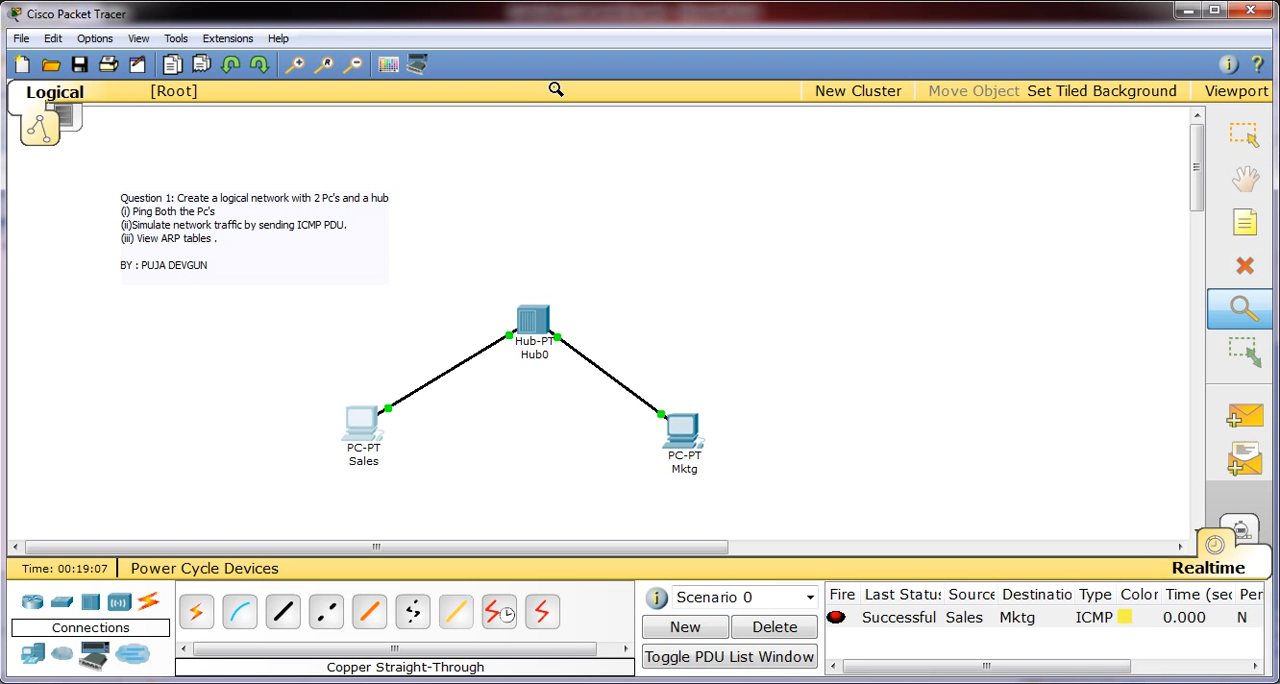 Cisco Packet Tracer
File Edit Options View Tools Extensions Help
Logical [Root] New Cluster Move Object Set Tiled Background Viewport
Question 1: Create a logical network with 2 Pc's and a hub
(i) Ping Both the Pc's
(ii)Simulate network traffic by sending ICMP PDU.
(iii) View ARP tables .
BY : PUJA DEVGUN
Hub-PT
Hub0
PC-PT
Sales
PC-PT
Mktg
Time: 00:19:07 Power Cycle Devices Realtime
Connections
Copper Straight-Through
Scenario 0
New Delete
Toggle PDU List Window
Fire Last Status Source Destinatio Type Color Time (sec Per
Successful Sales Mktg ICMP 0.000 N